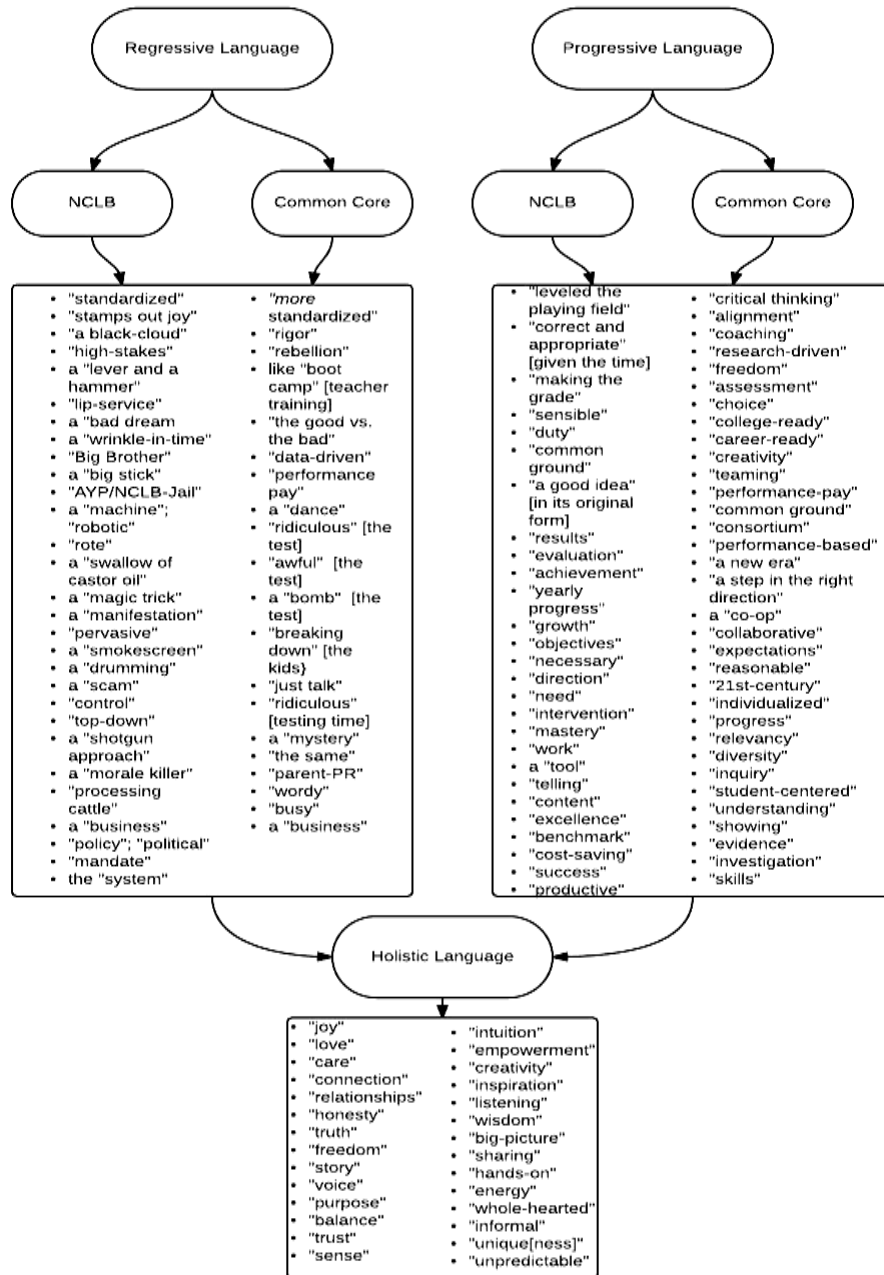 Regressive Language
Progressive Language
NCLB
Common Core
NCLB
Common Core
• "standardized"
• "stamps out joy"
• "a black-cloud"
• "high-stakes"
• a "lever and a
hammer"
• "lip-service"
• a "bad dream
• a "wrinkle-in-time"
• "Big Brother"
• a "big stick"
• "AYP/NCLB-Jail"
• a "machine";
"robotic"
• "rote"
• a "swallow of
castor oil"
• a "magic trick"
• a "manifestation"
• "pervasive"
• a "smokescreen"
• a "drumming"
• a "scam"
• "control"
• "top-down"
• a "shotgun
approach"
• a "morale killer"
• "processing
cattle"
• a "business"
• "policy"; "political"
• "mandate"
• the "system"
• "more
standardized"
• "rigor"
• "rebellion"
• like "boot
camp" [teacher
training]
• "the good vs.
the bad"
• "data-driven"
• "performance
pay"
• a "dance"
• "ridiculous" [the
test]
• "awful" [the
test]
• a "bomb" [the
test]
• "breaking
down" [the
kids}
• "just talk"
• "ridiculous"
[testing time]
• a "mystery"
• "the same"
• "parent-PR"
• "wordy"
• "busy"
• a "business"
• "leveled the
playing field"
• "correct and
appropriate"
[given the time]
• "making the
grade"
• "sensible"
• "duty"
• "common
ground"
• "a good idea"
[in its original
form]
• "results"
• "evaluation"
• "achievement"
• "yearly
progress"
• "growth"
• "objectives"
• "necessary"
• "direction"
• "need"
• "intervention"
• "mastery"
• "work"
• a "tool"
• "telling"
• "content"
• "excellence"
• "benchmark"
• "cost-saving"
• "success"
• "productive"
• "critical thinking"
• "alignment"
• "coaching"
• "research-driven"
• "freedom"
• "assessment"
• "choice"
• "college-ready"
• "career-ready"
• "creativity"
• "teaming"
• "performance-pay"
• "common ground"
• "consortium"
• "performance-based"
• "a new era"
• "a step in the right
direction"
• a "co-op"
• "collaborative"
• "expectations"
• "reasonable"
• "21st-century"
• "individualized"
• "progress"
• "relevancy"
• "diversity"
• "inquiry"
• "student-centered"
• "understanding"
• "showing"
• "evidence"
• "investigation"
• "skills"
Holistic Language
• "joy"
• "love"
• "care"
• "connection"
• "relationships"
• "honesty"
• "truth"
• "freedom"
• "story"
• "voice"
• "purpose"
• "balance"
• "trust"
• "sense"
• "intuition"
• "empowerment"
• "creativity"
• "inspiration"
• "listening"
• "wisdom"
• "big-picture"
• "sharing"
• "hands-on"
• "energy"
• "whole-hearted"
• "informal"
• "unique[ness]"
• "unpredictable"